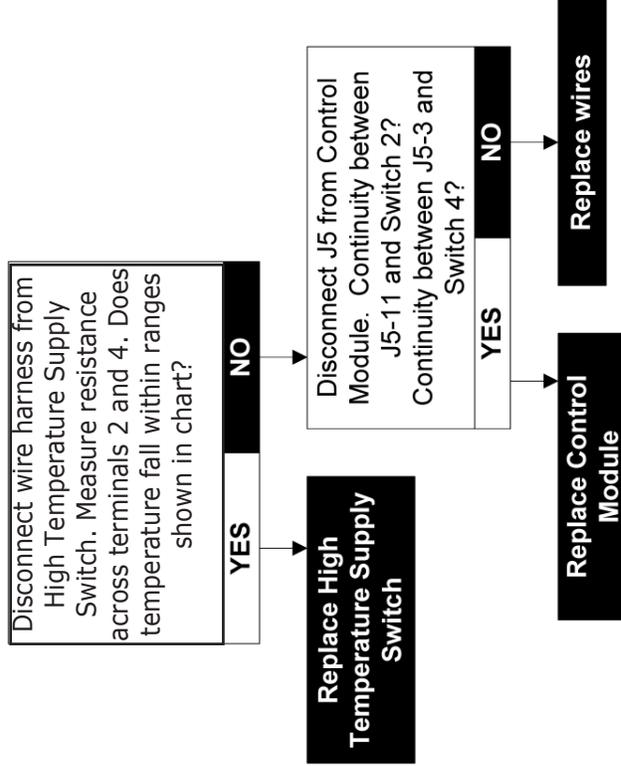 Disconnect wire harness from
High Temperature Supply
Switch. Measure resistance
across terminals 2 and 4. Does
temperature fall within ranges
shown in chart?
YES
NO
Replace High
Temperature Supply
Switch
Disconnect J5 from Control
Module. Continuity between
J5-11 and Switch 2?
Continuity between J5-3 and
Switch 4?
YES
NO
Replace Control
Module
Replace wires